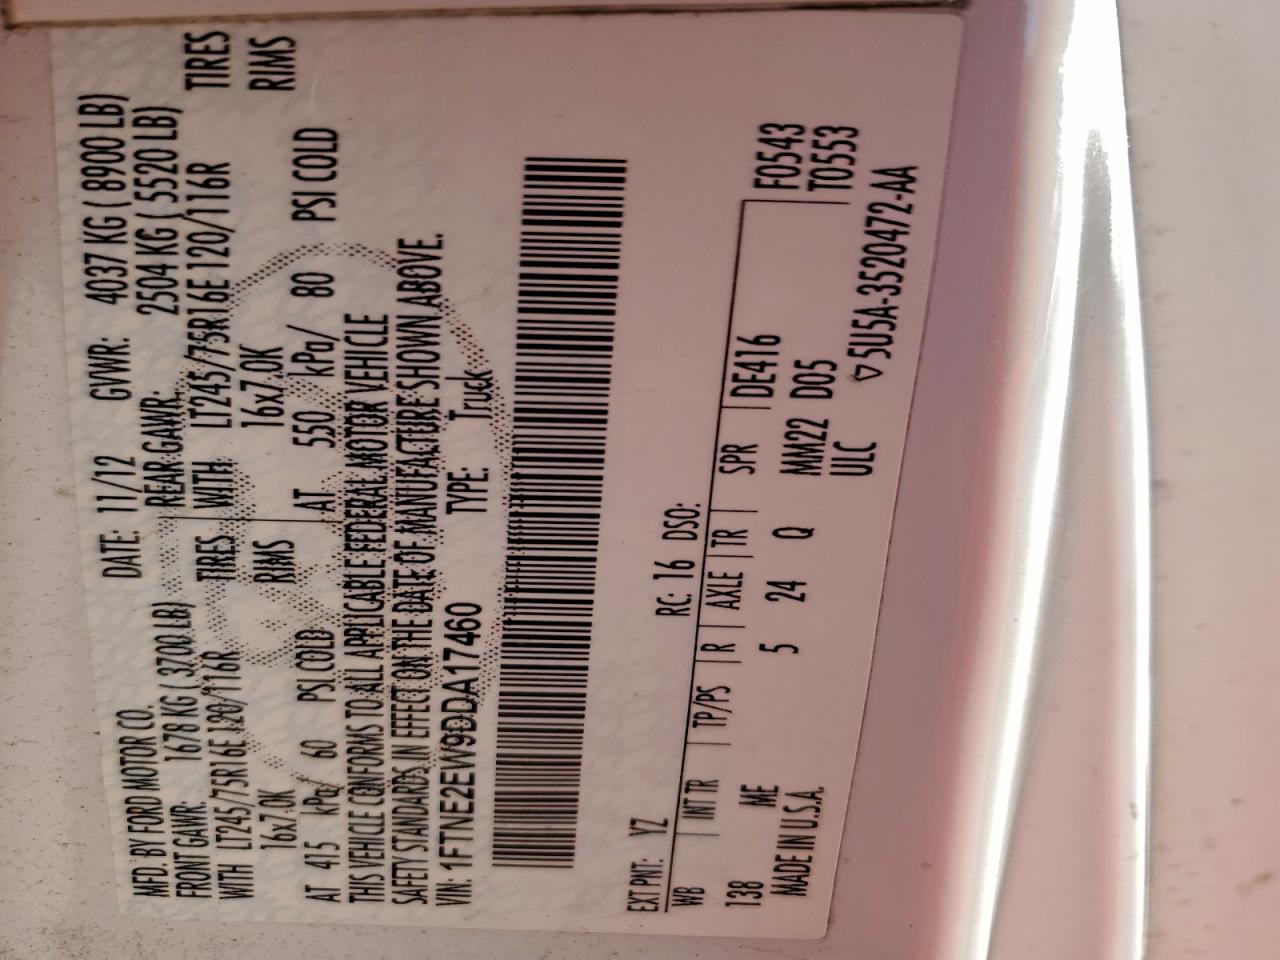 MFD. BY FORD MOTOR CO. DATE: 11/12 GVWR: 4037 KG ( 8900 LB)
FRONT GAWR: 1678 KG ( 3700 LB) REAR GAWR: 2504 KG ( 5520 LB)
WITH LT245/75R16E 120/116R TIRES WITH LT245/75R16E 120/116R TIRES
16x7.0K RIMS 16x7.0K RIMS
AT 415 kPa/ 60 PSI COLD AT 550 kPa/ 80 PSI COLD
THIS VEHICLE CONFORMS TO ALL APPLICABLE FEDERAL MOTOR VEHICLE
SAFETY STANDARDS IN EFFECT ON THE DATE OF MANUFACTURE SHOWN ABOVE.
VIN: 1FTNE2EW9DDA17460 TYPE: Truck
EXT PNT: YZ RC: 16 DSO: F0543
WB INT TR TP/PS R AXLE TR SPR DE416 T0553
138 ME 5 24 Q MM22 D05
MADE IN U.S.A. ULC ▽5U5A-3520472-AA